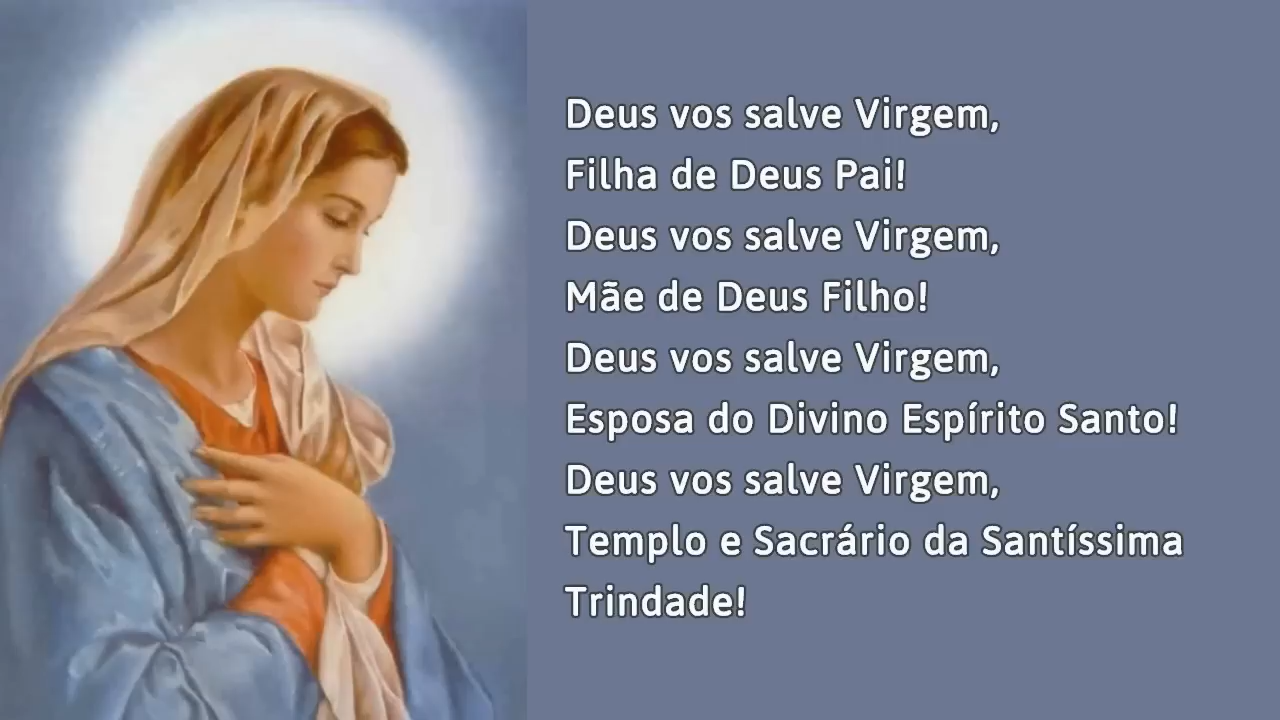 Deus vos salve Virgem,
Filha de Deus Pai!
Deus vos salve Virgem,
Mãe de Deus Filho!
Deus vos salve Virgem,
Esposa do Divino Espírito Santo!
Deus vos salve Virgem,
Templo e Sacrário da Santíssima
Trindade!